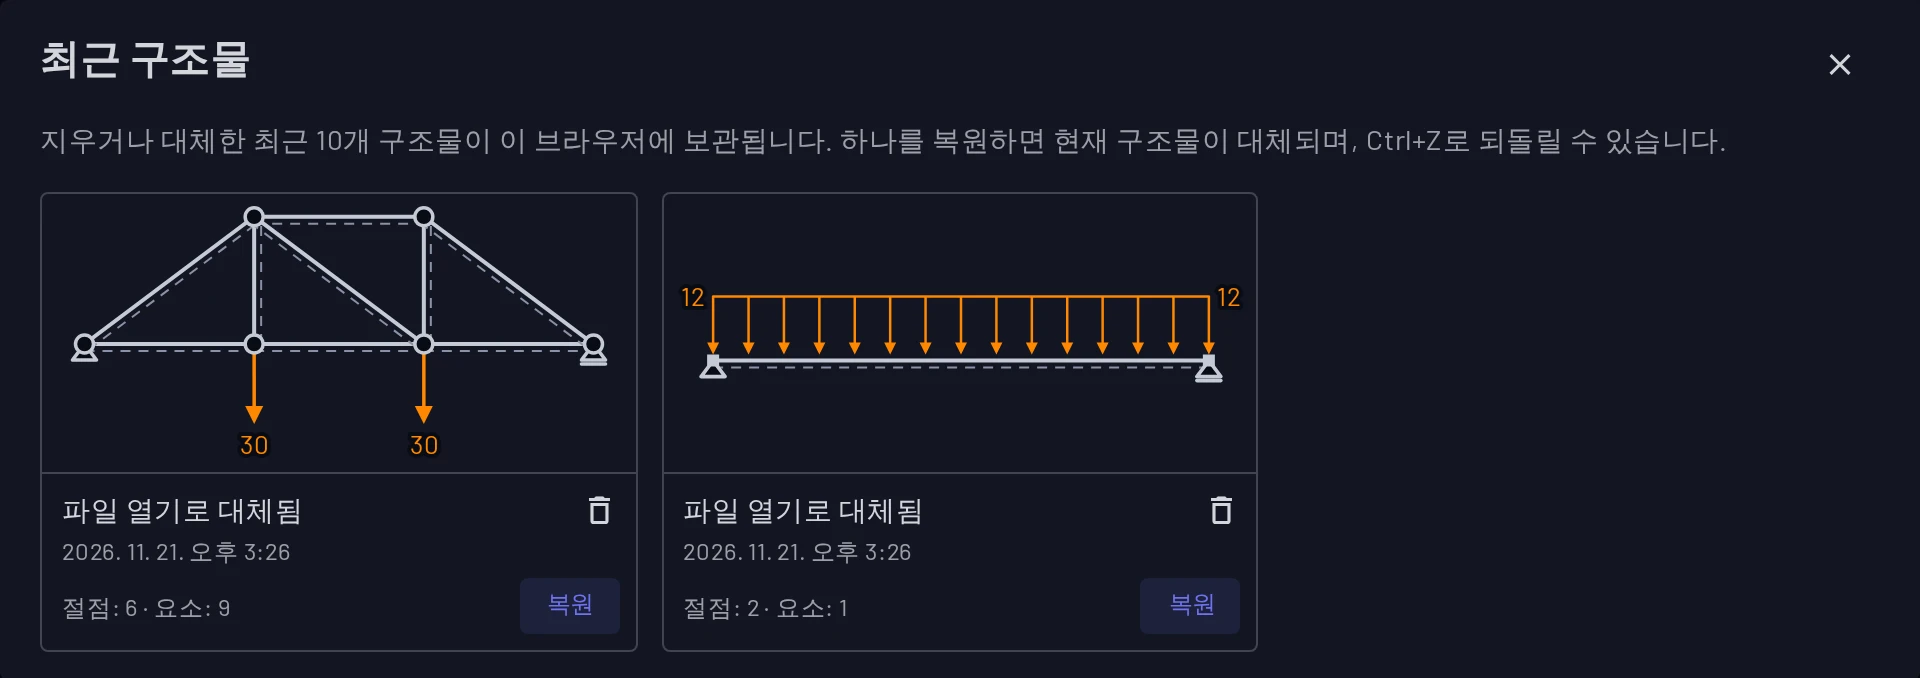 최근 구조물
지우거나 대체한 최근 10개 구조물이 이 브라우저에 보관됩니다. 하나를 복원하면 현재 구조물이 대체되며, Ctrl+Z로 되돌릴 수 있습니다.
30 30
파일 열기로 대체됨
2026. 11. 21. 오후 3:26
절점: 6 · 요소: 9
복원
12 12
파일 열기로 대체됨
2026. 11. 21. 오후 3:26
절점: 2 · 요소: 1
복원